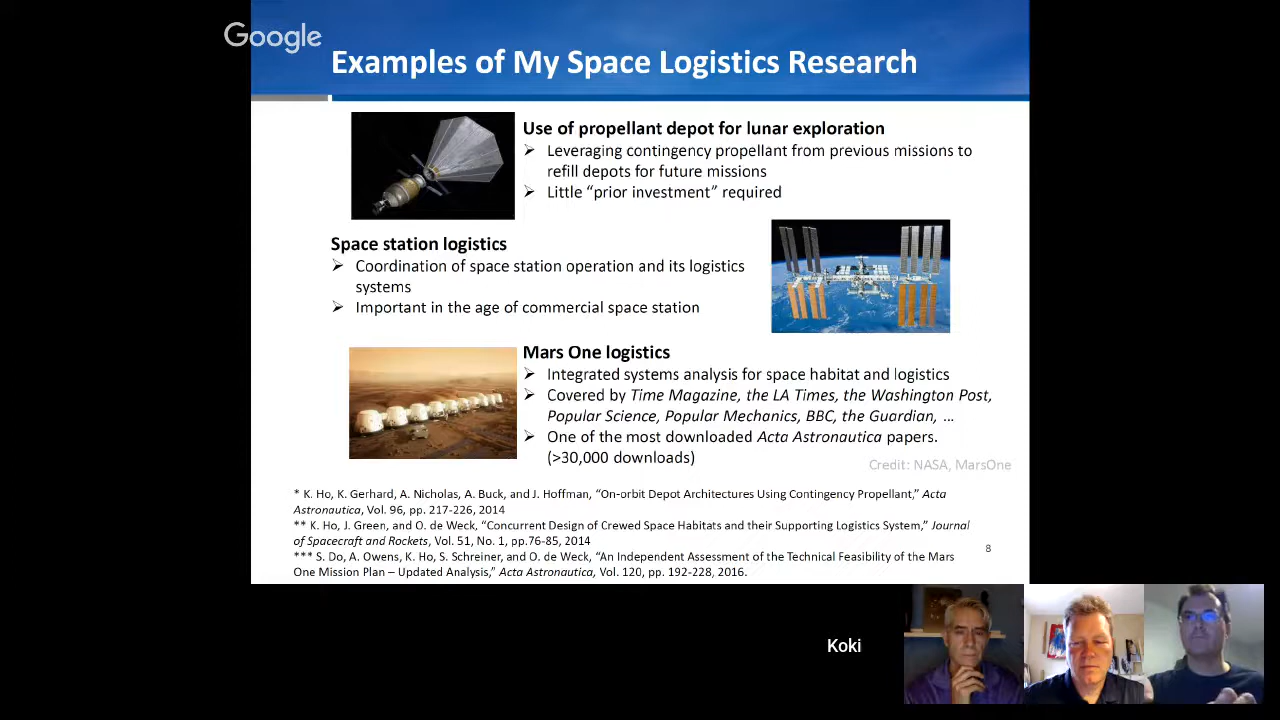 Google
Examples of My Space Logistics Research
Use of propellant depot for lunar exploration
➢ Leveraging contingency propellant from previous missions to
refill depots for future missions
➢ Little “prior investment” required
Space station logistics
➢ Coordination of space station operation and its logistics
systems
➢ Important in the age of commercial space station
Mars One logistics
➢ Integrated systems analysis for space habitat and logistics
➢ Covered by Time Magazine, the LA Times, the Washington Post,
Popular Science, Popular Mechanics, BBC, the Guardian, …
➢ One of the most downloaded Acta Astronautica papers.
(>30,000 downloads)
Credit: NASA, MarsOne
* K. Ho, K. Gerhard, A. Nicholas, A. Buck, and J. Hoffman, “On-orbit Depot Architectures Using Contingency Propellant,” Acta
Astronautica, Vol. 96, pp. 217-226, 2014
** K. Ho, J. Green, and O. de Weck, “Concurrent Design of Crewed Space Habitats and their Supporting Logistics System,” Journal
of Spacecraft and Rockets, Vol. 51, No. 1, pp.76-85, 2014
*** S. Do, A. Owens, K. Ho, S. Schreiner, and O. de Weck, “An Independent Assessment of the Technical Feasibility of the Mars
One Mission Plan – Updated Analysis,” Acta Astronautica, Vol. 120, pp. 192-228, 2016.
8
Koki